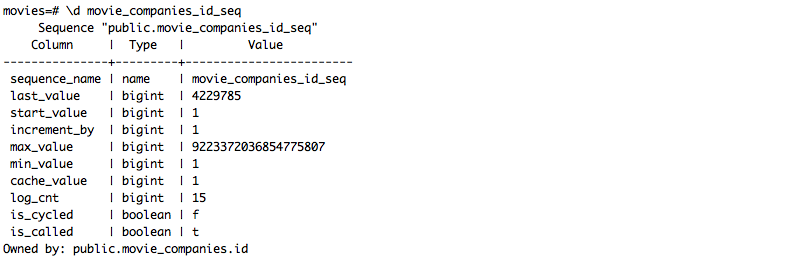 movies=# \d movie_companies_id_seq
     Sequence "public.movie_companies_id_seq"
    Column     |  Type   |        Value
---------------+---------+------------------------
 sequence_name | name    | movie_companies_id_seq
 last_value    | bigint  | 4229785
 start_value   | bigint  | 1
 increment_by  | bigint  | 1
 max_value     | bigint  | 9223372036854775807
 min_value     | bigint  | 1
 cache_value   | bigint  | 1
 log_cnt       | bigint  | 15
 is_cycled     | boolean | f
 is_called     | boolean | t
Owned by: public.movie_companies.id